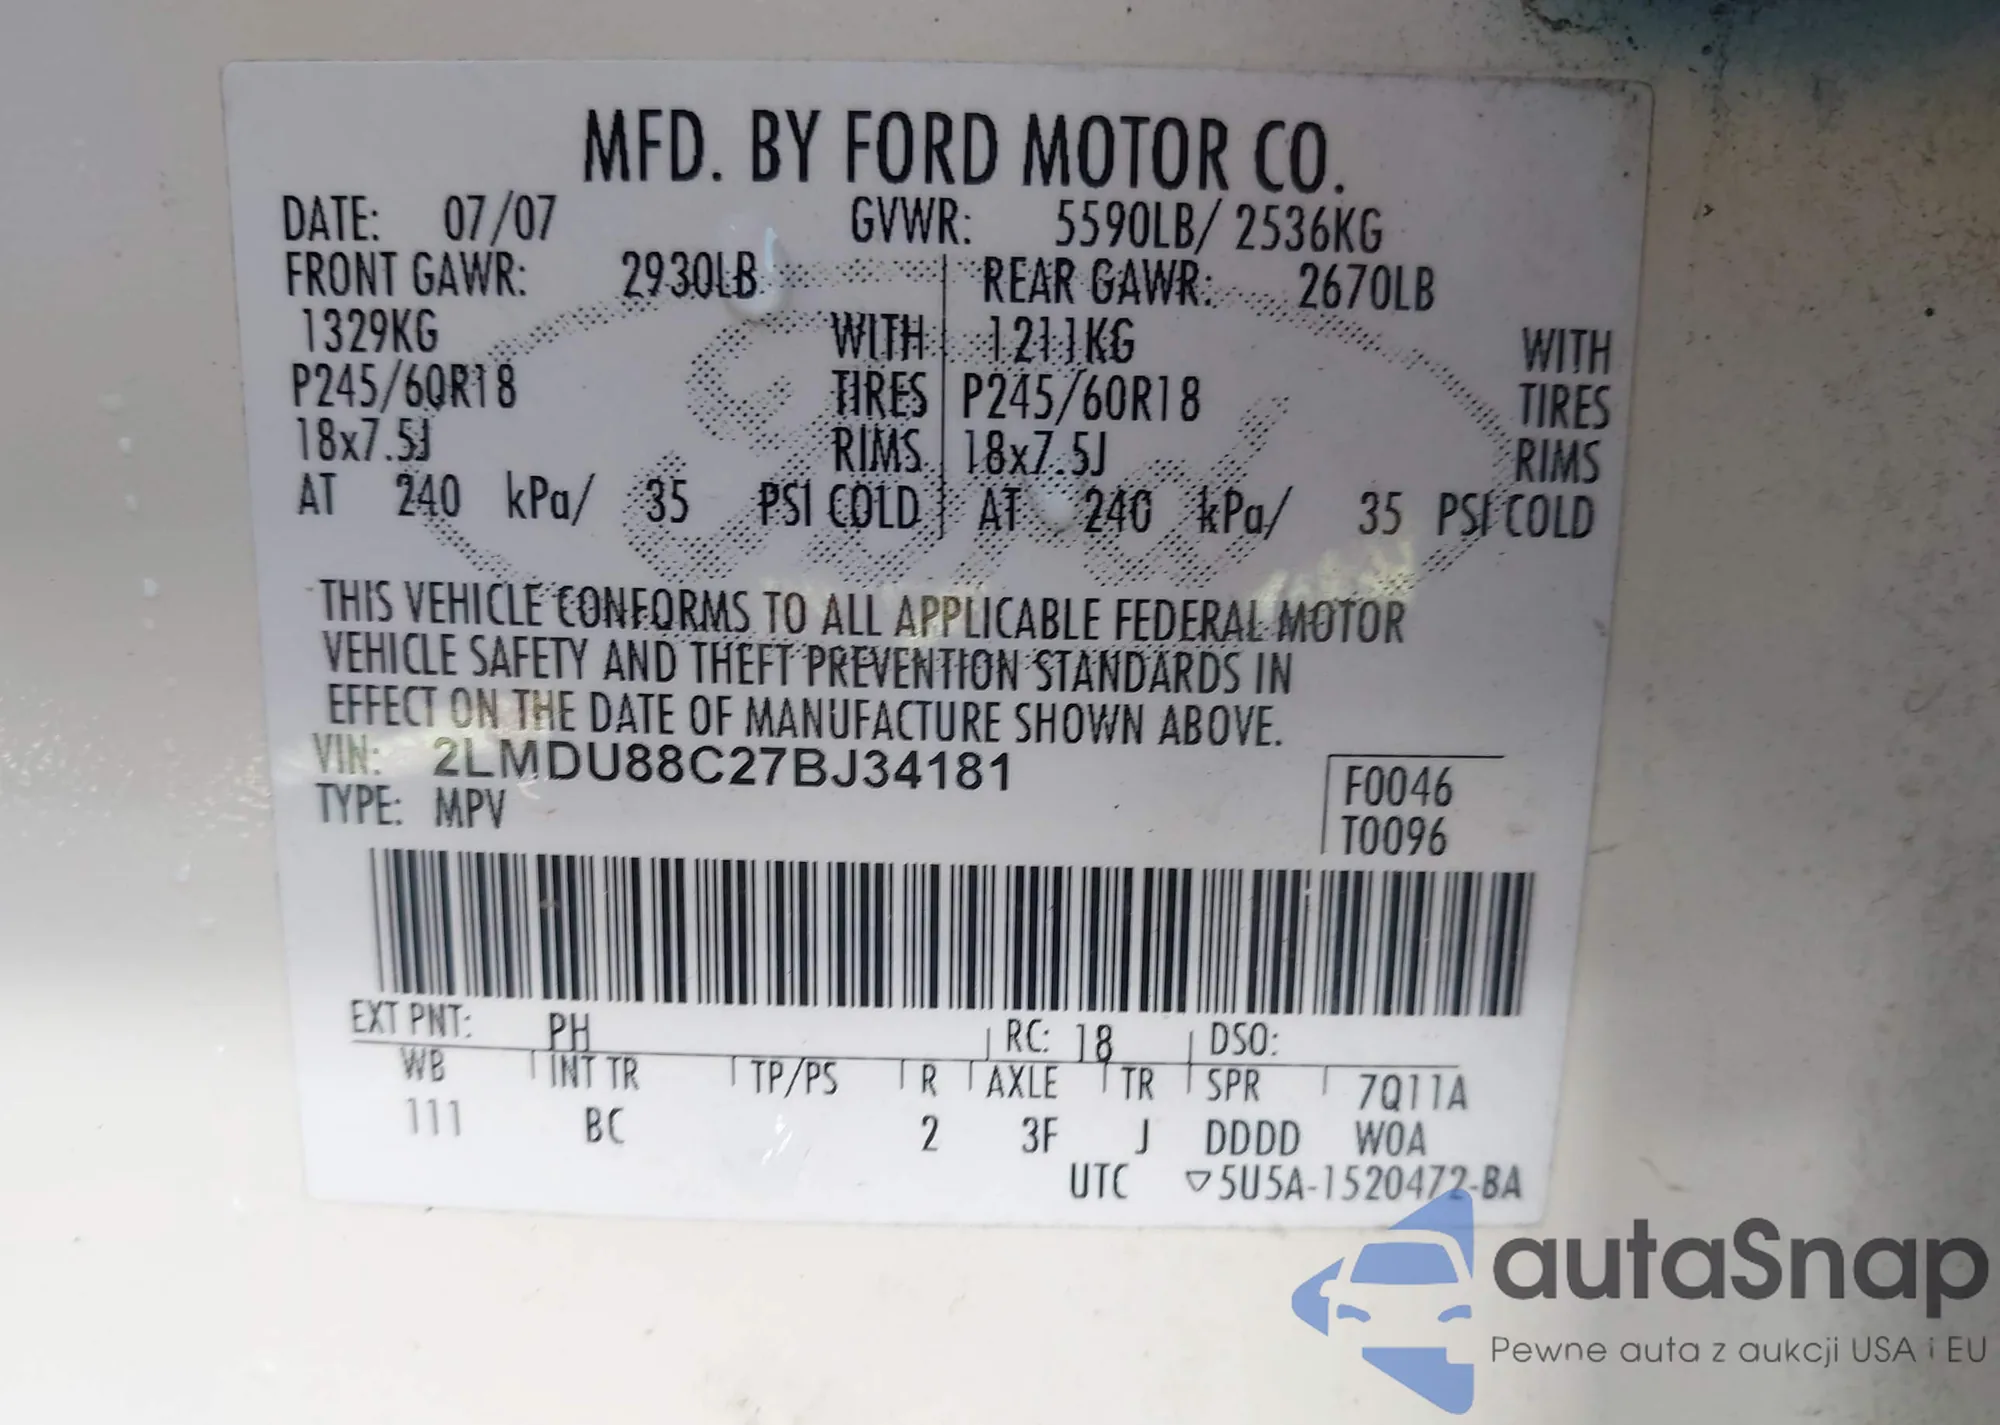 MFD. BY FORD MOTOR CO.
DATE: 07/07 GVWR: 5590LB/ 2536KG
FRONT GAWR: 2930LB REAR GAWR: 2670LB
1329KG WITH 1211KG WITH
P245/60R18 TIRES P245/60R18 TIRES
18x7.5J RIMS 18x7.5J RIMS
AT 240 kPa/ 35 PSI COLD AT 240 kPa/ 35 PSI COLD
THIS VEHICLE CONFORMS TO ALL APPLICABLE FEDERAL MOTOR
VEHICLE SAFETY AND THEFT PREVENTION STANDARDS IN
EFFECT ON THE DATE OF MANUFACTURE SHOWN ABOVE.
VIN: 2LMDU88C27BJ34181
TYPE: MPV
F0046
T0096
EXT PNT: PH RC: 18 DSO:
WB INT TR TP/PS R AXLE TR SPR 7Q11A
111 BC 2 3F J DDDD W0A
UTC ▽5U5A-1520472-BA
autaSnap
Pewne auta z aukcji USA i EU